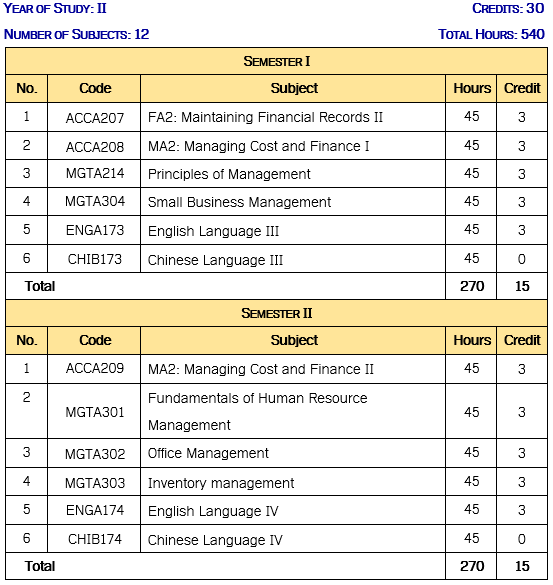 YEAR OF STUDY: II CREDITS: 30
NUMBER OF SUBJECTS: 12 TOTAL HOURS: 540
SEMESTER I
No. Code Subject Hours Credit
1 ACCA207 FA2: Maintaining Financial Records II 45 3
2 ACCA208 MA2: Managing Cost and Finance I 45 3
3 MGTA214 Principles of Management 45 3
4 MGTA304 Small Business Management 45 3
5 ENGA173 English Language III 45 3
6 CHIB173 Chinese Language III 45 0
Total 270 15
SEMESTER II
No. Code Subject Hours Credit
1 ACCA209 MA2: Managing Cost and Finance II 45 3
2 MGTA301 Fundamentals of Human Resource
Management 45 3
3 MGTA302 Office Management 45 3
4 MGTA303 Inventory management 45 3
5 ENGA174 English Language IV 45 3
6 CHIB174 Chinese Language IV 45 0
Total 270 15